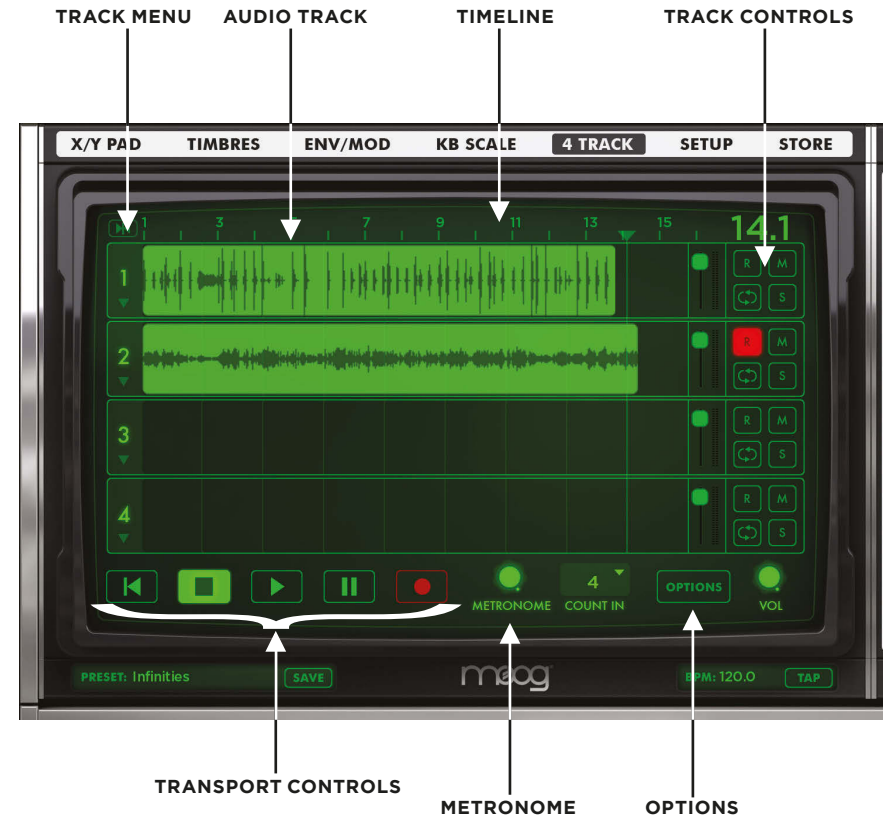 TRACK MENU AUDIO TRACK TIMELINE TRACK CONTROLS
X/Y PAD TIMBRES ENV/MOD KB SCALE 4 TRACK SETUP STORE
1 3 7 9 11 13 15 14.1
1 R M
S
2 R M
S
3 R M
S
4 R M
S
4 OPTIONS
METRONOME COUNT IN VOL
PRESET: Infinities SAVE moog BPM: 120.0 TAP
TRANSPORT CONTROLS
METRONOME OPTIONS